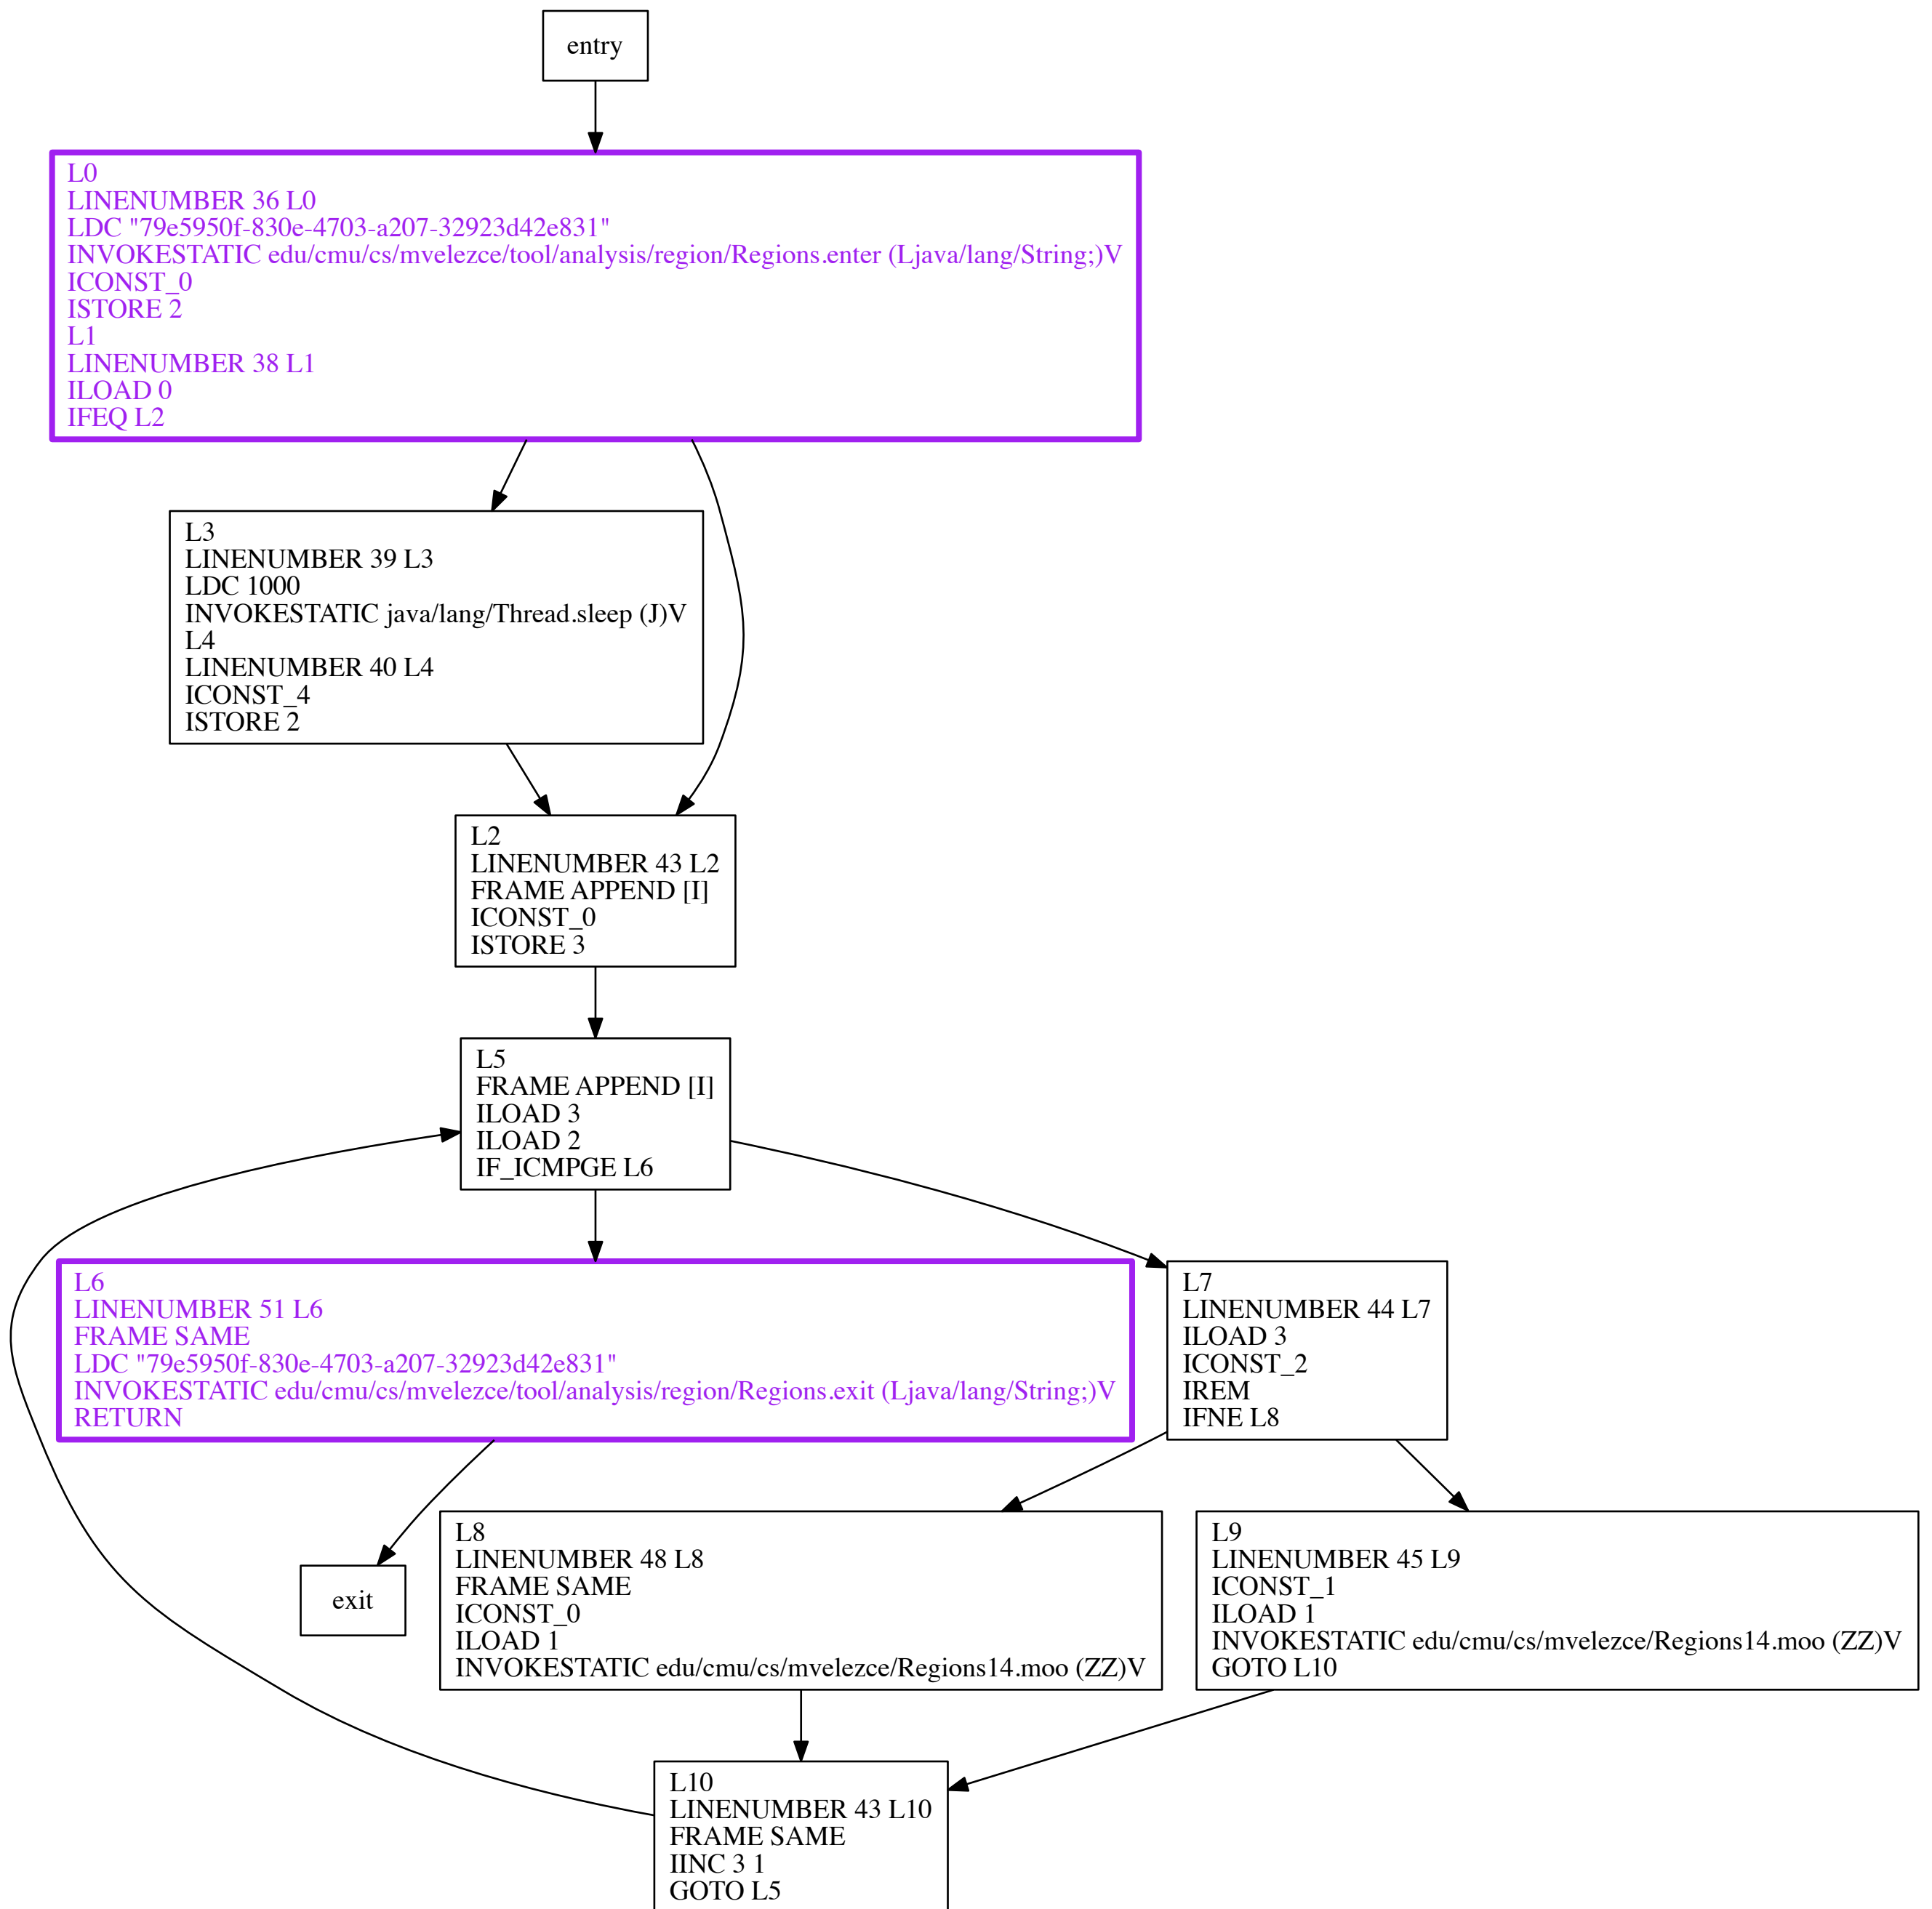 entry
L0
LINENUMBER 36 L0
LDC "79e5950f-830e-4703-a207-32923d42e831"
INVOKESTATIC edu/cmu/cs/mvelezce/tool/analysis/region/Regions.enter (Ljava/lang/String;)V
ICONST_0
ISTORE 2
L1
LINENUMBER 38 L1
ILOAD 0
IFEQ L2
L3
LINENUMBER 39 L3
LDC 1000
INVOKESTATIC java/lang/Thread.sleep (J)V
L4
LINENUMBER 40 L4
ICONST_4
ISTORE 2
L2
LINENUMBER 43 L2
FRAME APPEND [I]
ICONST_0
ISTORE 3
L5
FRAME APPEND [I]
ILOAD 3
ILOAD 2
IF_ICMPGE L6
L6
LINENUMBER 51 L6
FRAME SAME
LDC "79e5950f-830e-4703-a207-32923d42e831"
INVOKESTATIC edu/cmu/cs/mvelezce/tool/analysis/region/Regions.exit (Ljava/lang/String;)V
RETURN
L7
LINENUMBER 44 L7
ILOAD 3
ICONST_2
IREM
IFNE L8
exit
L8
LINENUMBER 48 L8
FRAME SAME
ICONST_0
ILOAD 1
INVOKESTATIC edu/cmu/cs/mvelezce/Regions14.moo (ZZ)V
L9
LINENUMBER 45 L9
ICONST_1
ILOAD 1
INVOKESTATIC edu/cmu/cs/mvelezce/Regions14.moo (ZZ)V
GOTO L10
L10
LINENUMBER 43 L10
FRAME SAME
IINC 3 1
GOTO L5